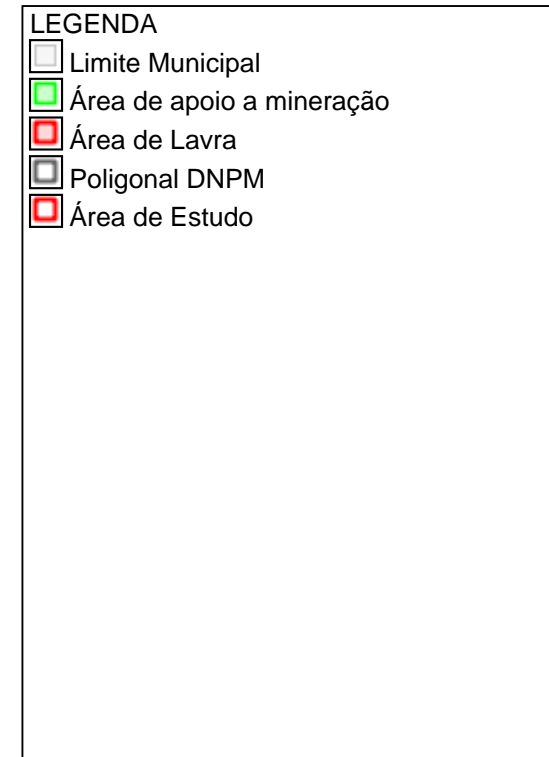 LEGENDA
Limite Municipal
Área de apoio a mineração
Área de Lavra
Poligonal DNPM
Área de Estudo